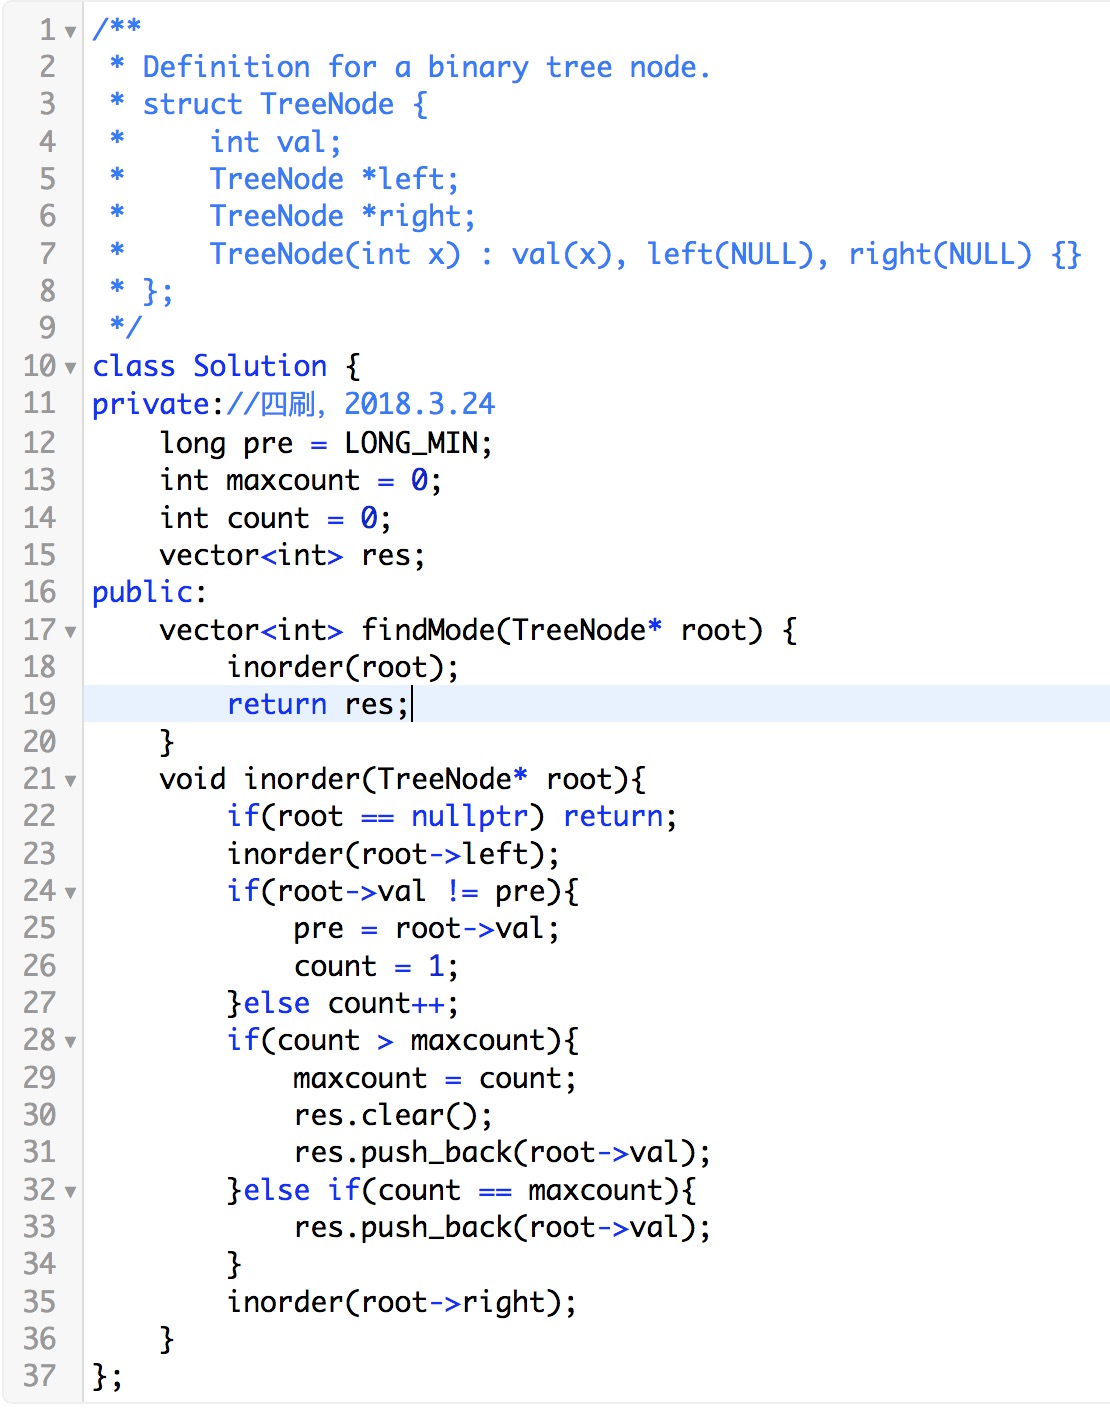 1 /**
2  * Definition for a binary tree node.
3  * struct TreeNode {
4  *     int val;
5  *     TreeNode *left;
6  *     TreeNode *right;
7  *     TreeNode(int x) : val(x), left(NULL), right(NULL) {}
8  * };
9  */
10 class Solution {
11 private://四刷，2018.3.24
12     long pre = LONG_MIN;
13     int maxcount = 0;
14     int count = 0;
15     vector<int> res;
16 public:
17     vector<int> findMode(TreeNode* root) {
18         inorder(root);
19         return res;
20     }
21     void inorder(TreeNode* root){
22         if(root == nullptr) return;
23         inorder(root->left);
24         if(root->val != pre){
25             pre = root->val;
26             count = 1;
27         }else count++;
28         if(count > maxcount){
29             maxcount = count;
30             res.clear();
31             res.push_back(root->val);
32         }else if(count == maxcount){
33             res.push_back(root->val);
34         }
35         inorder(root->right);
36     }
37 };